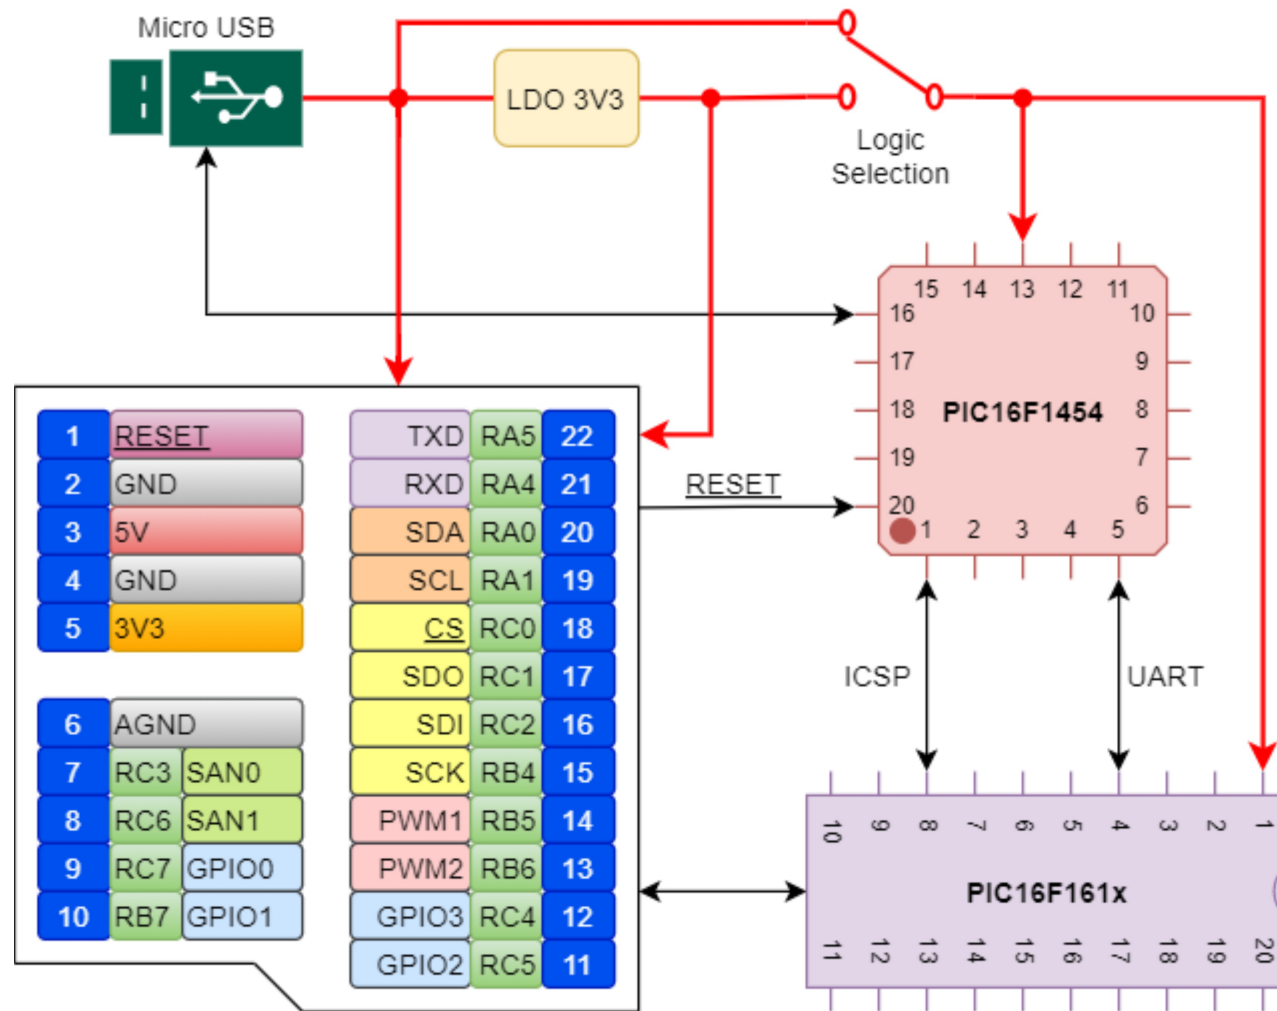 Micro USB
LDO 3V3
Logic
Selection
15 14 13 12 11
16 10
17 9
18 PIC16F1454 8
19 7
20 6
1 2 3 4 5
RESET
ICSP
UART
1 RESET
2 GND
3 5V
4 GND
5 3V3
6 AGND
7 RC3 SAN0
8 RC6 SAN1
9 RC7 GPIO0
10 RB7 GPIO1
TXD RA5 22
RXD RA4 21
SDA RA0 20
SCL RA1 19
CS RC0 18
SDO RC1 17
SDI RC2 16
SCK RB4 15
PWM1 RB5 14
PWM2 RB6 13
GPIO3 RC4 12
GPIO2 RC5 11
10 9 8 7 6 5 4 3 2 1
PIC16F161x
11 12 13 14 15 16 17 18 19 20